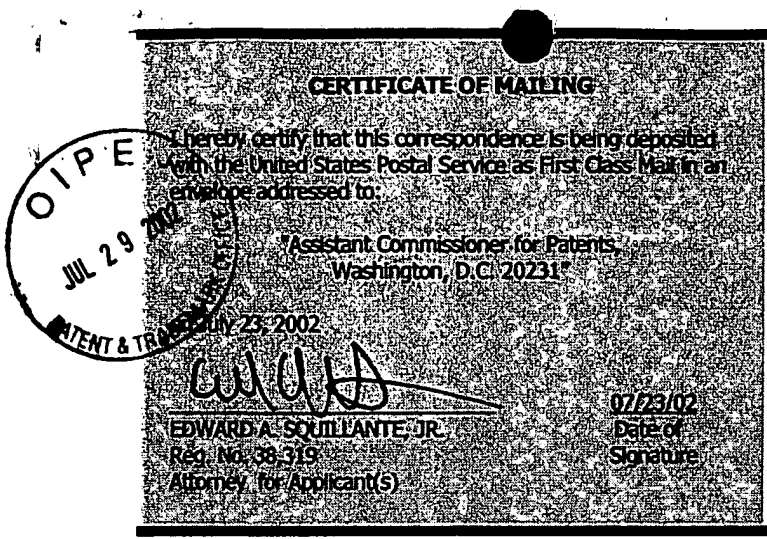 CERTIFICATE OF MAILING
I hereby certify that this correspondence is being deposited
with the United States Postal Service as First Class Mail in an
envelope addressed to:
"Assistant Commissioner for Patents,
Washington, D.C. 20231"
July 23, 2002
EDWARD A. SQUILLANTE, JR.
Reg. No. 38,319
Attorney for Applicant(s)
07/23/02
Date of
Signature
OIPE
JUL 29 2002
PATENT & TRADEMARK OFFICE